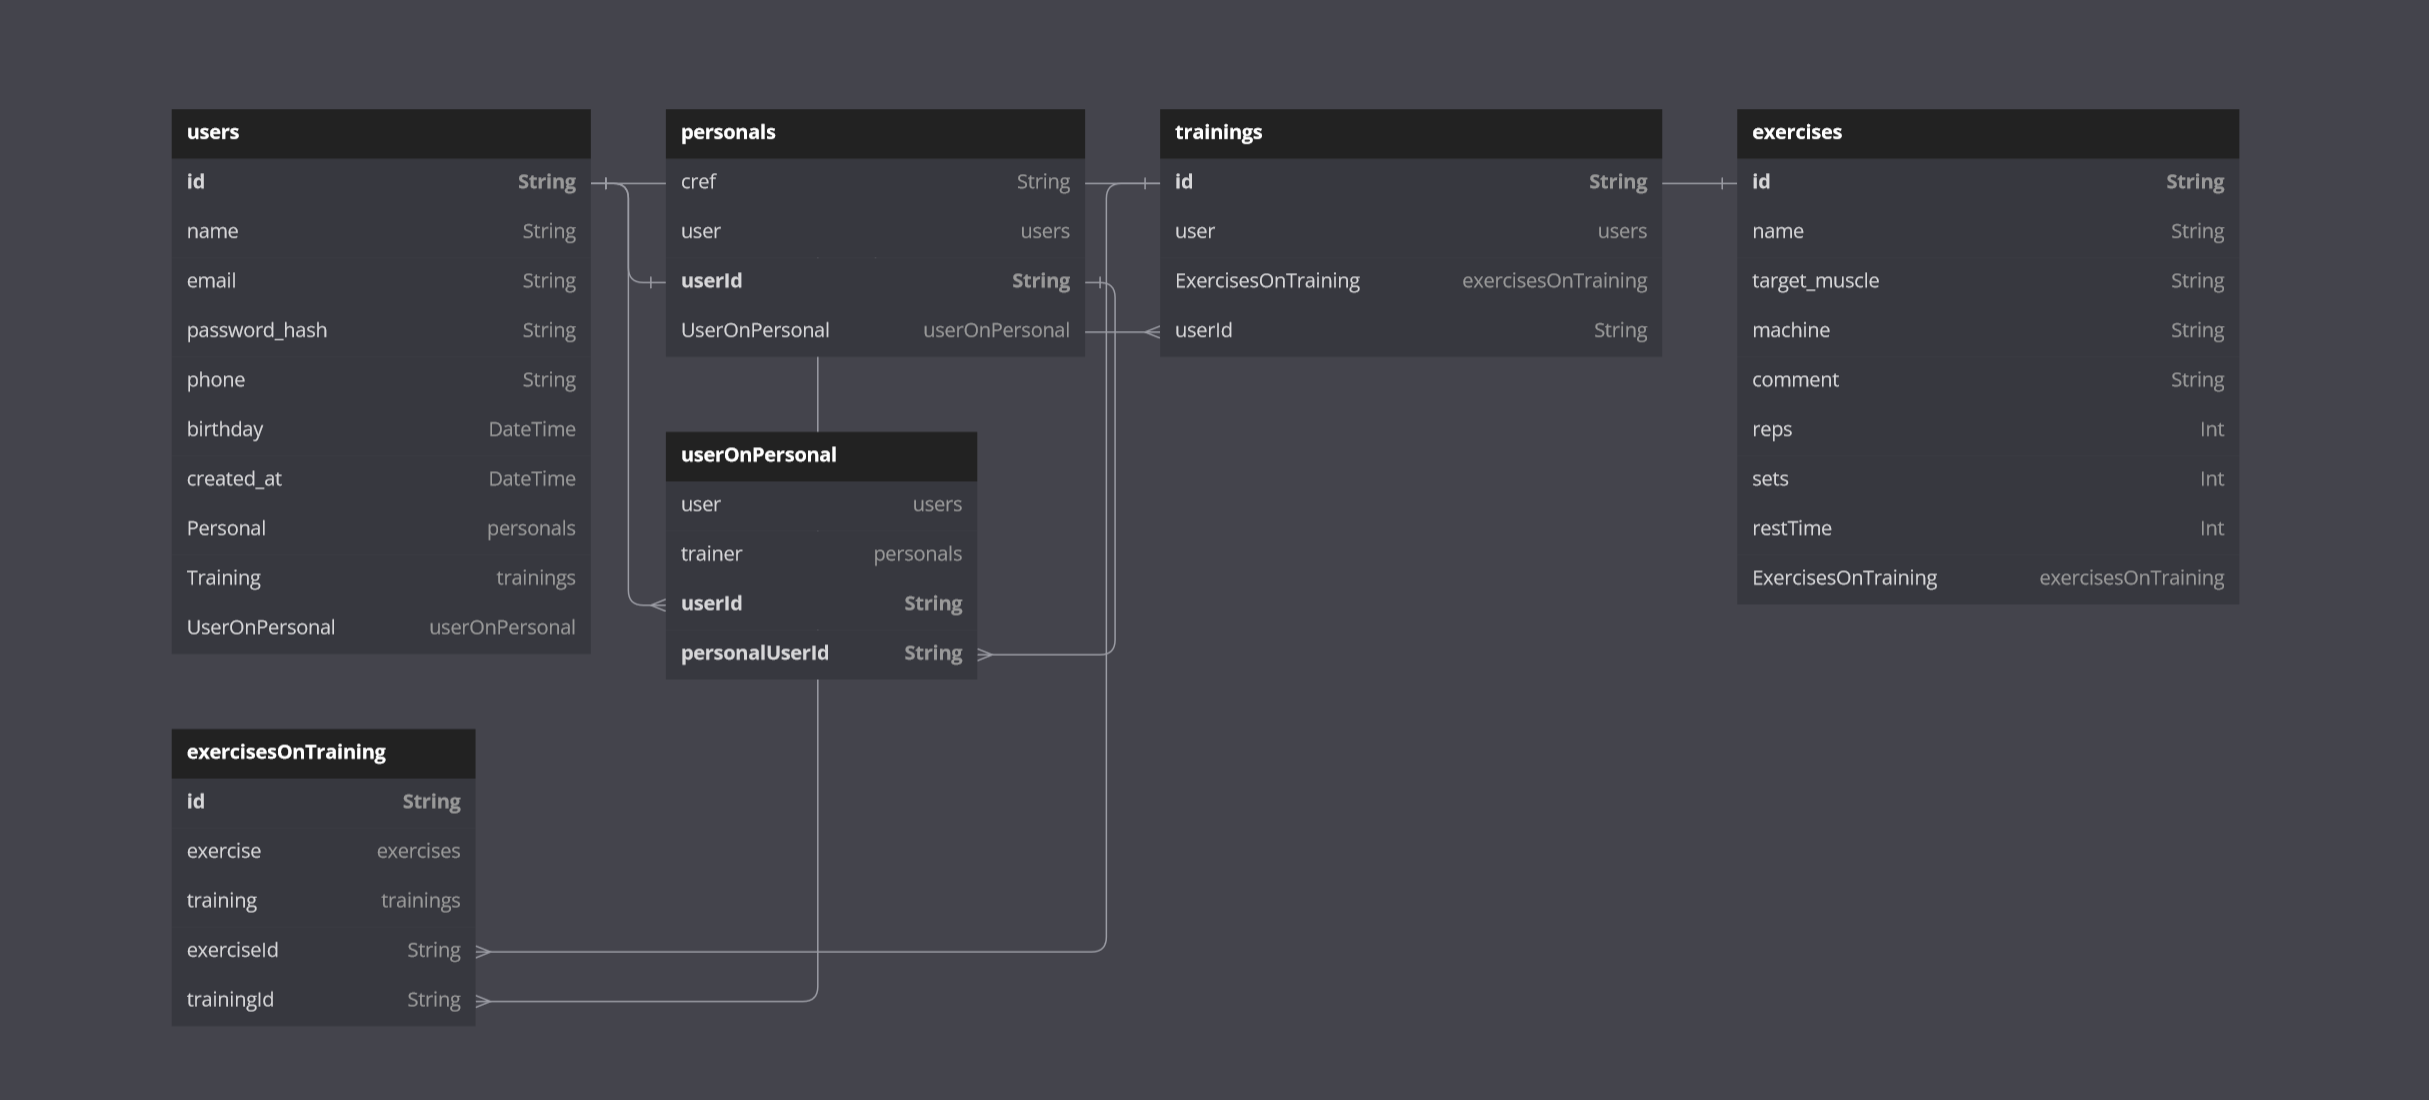 users
id String
name String
email String
password_hash String
phone String
birthday DateTime
created_at DateTime
Personal personals
Training trainings
UserOnPersonal userOnPersonal
personals
cref String
user users
userId String
UserOnPersonal userOnPersonal
trainings
id String
user users
ExercisesOnTraining exercisesOnTraining
userId String
exercises
id String
name String
target_muscle String
machine String
comment String
reps Int
sets Int
restTime Int
ExercisesOnTraining exercisesOnTraining
userOnPersonal
user users
trainer personals
userId String
personalUserId String
exercisesOnTraining
id String
exercise exercises
training trainings
exerciseId String
trainingId String